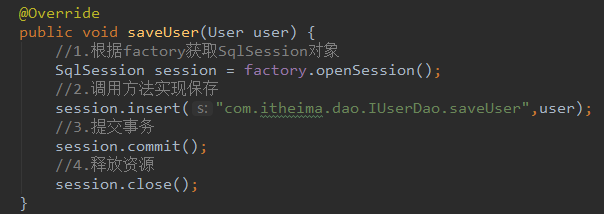 @Override
public void saveUser(User user) {
//1.根据factory获取SqlSession对象
SqlSession session = factory.openSession();
//2.调用方法实现保存
session.insert( s: "com.itheima.dao.IUserDao.saveUser",user);
//3.提交事务
session.commit();
//4.释放资源
session.close();
}